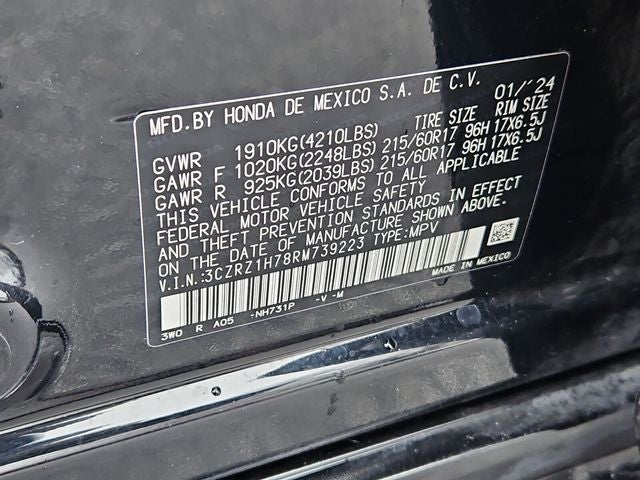 MFD.BY HONDA DE MEXICO S.A. DE C.V. 01/'24
TIRE SIZE RIM SIZE
GVWR 1910KG(4210LBS)
GAWR F 1020KG(2248LBS) 215/60R17 96H 17X6.5J
GAWR R 925KG(2039LBS) 215/60R17 96H 17X6.5J
THIS VEHICLE CONFORMS TO ALL APPLICABLE
FEDERAL MOTOR VEHICLE SAFETY
AND THEFT PREVENTION STANDARDS IN EFFECT
ON THE DATE OF MANUFACTURE SHOWN ABOVE.
V.I.N.:3CZRZ1H78RM739223 TYPE:MPV
MADE IN MEXICO
3W0 R A05 -NH731P -V -M